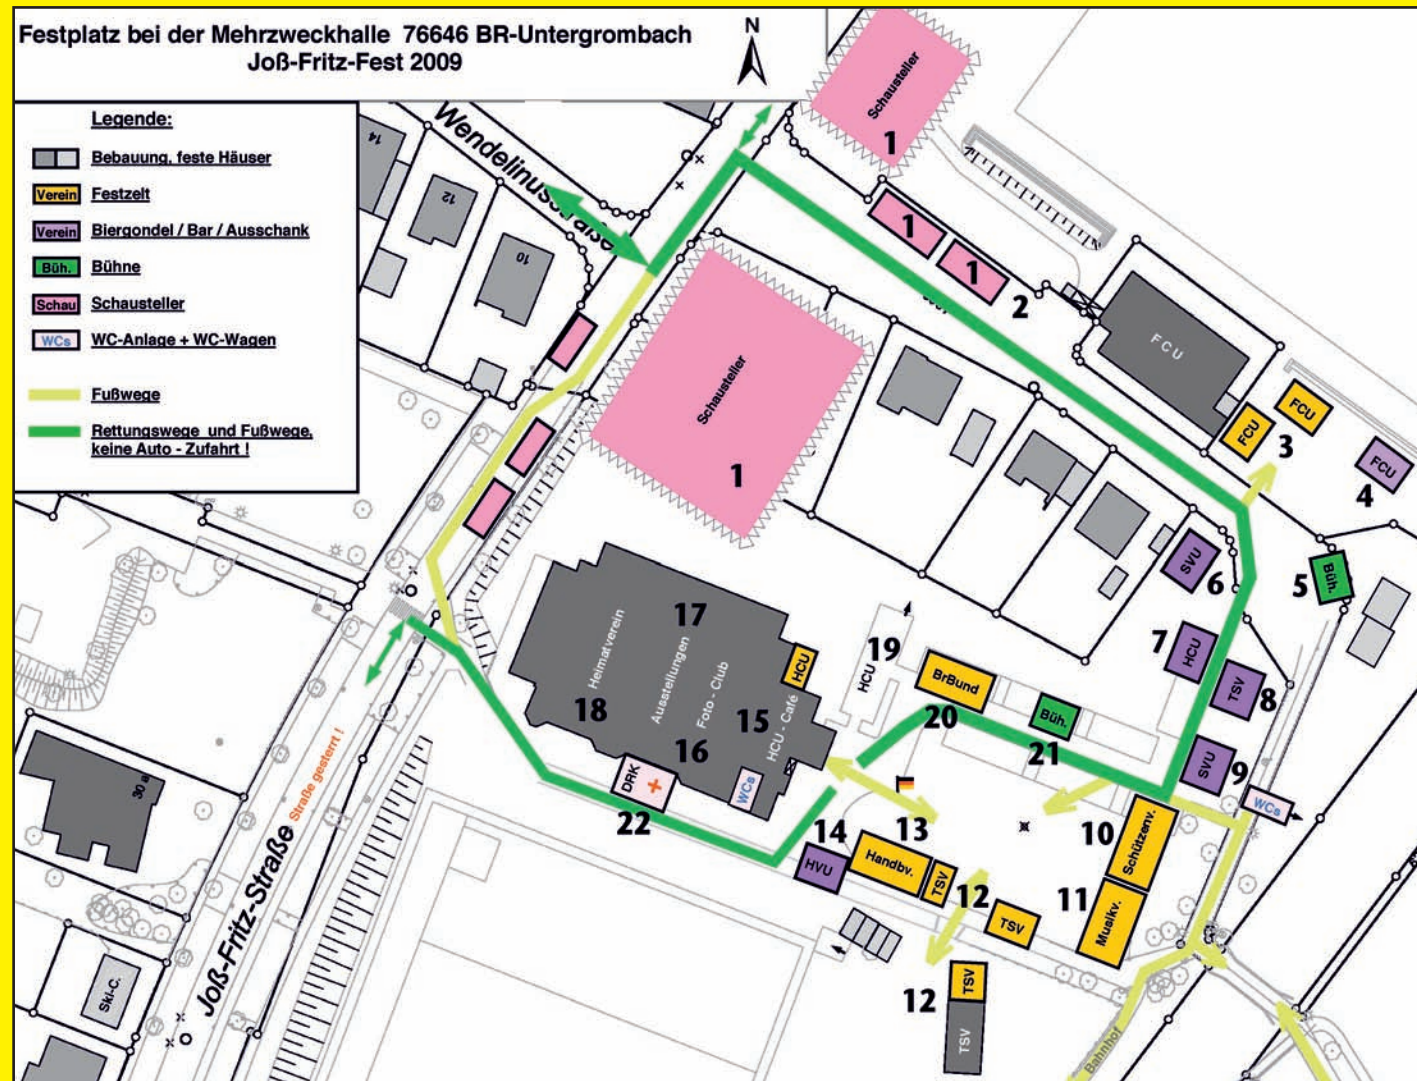 Festplatz bei der Mehrzweckhalle 76646 BR-Untergrombach
Joß-Fritz-Fest 2009
N
Legende:
Bebauung, feste Häuser
Verein Festzelt
Verein Biergondel / Bar / Ausschank
Büh. Bühne
Schau Schausteller
WCs WC-Anlage + WC-Wagen
Fußwege
Rettungswege und Fußwege,
keine Auto - Zufahrt !
Wendelinusstraße
14
12
10
Schausteller
1
1
1
2
Schausteller
1
FCU
FCU
FCU
3
FCU
4
Büh.
5
SVU
6
HCU
7
TSV
8
SVU
9
WCs
Schützenv.
10
Musikv.
11
TSV
12
TSV
TSV
TSV
12
13
Handbv.
HVU
14
HCU
HCU - Café
15
Foto - Club
16
Ausstellungen
17
Heimatverein
18
HCU
19
BrBund
20
Büh.
21
DRK
WCs
22
30 a
Joß-Fritz-Straße
Straße gesterrt !
Ski-C.
Bahnhof